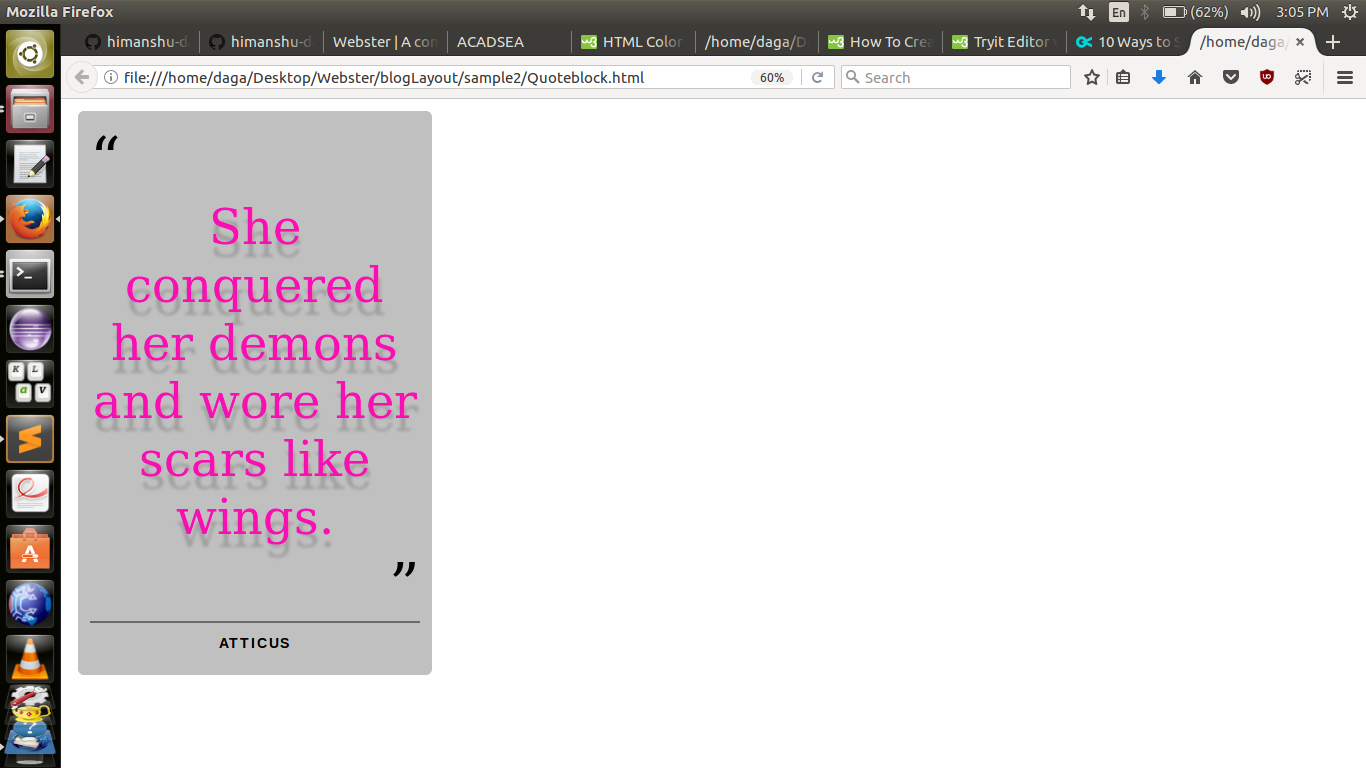 Mozilla Firefox
En
(62%)
3:05 PM
himanshu-d
himanshu-d
Webster | A con
ACADSEA
HTML Color
/home/daga/D
How To Crea
Tryit Editor
10 Ways to S
/home/daga/
file:///home/daga/Desktop/Webster/blogLayout/sample2/Quoteblock.html
60%
Search
“
She
conquered
her demons
and wore her
scars like
wings.
”
ATTICUS